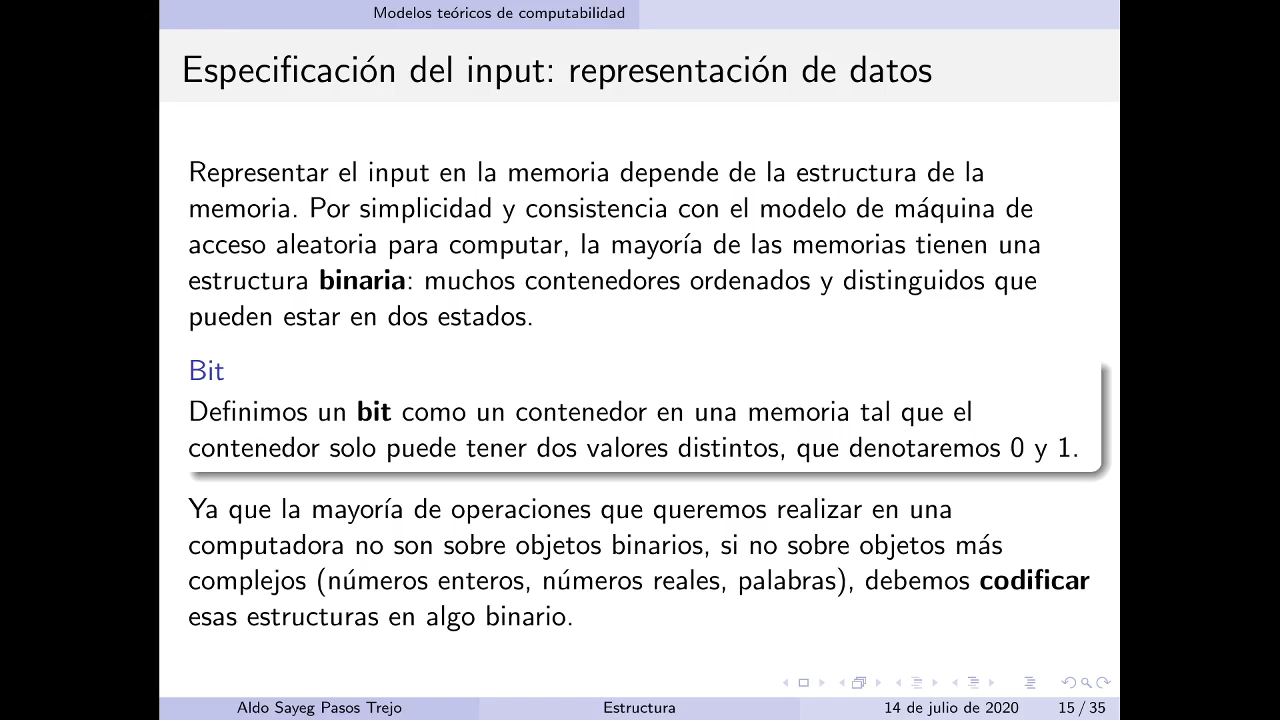 Modelos teóricos de computabilidad
Especificación del input: representación de datos
Representar el input en la memoria depende de la estructura de la
memoria. Por simplicidad y consistencia con el modelo de máquina de
acceso aleatoria para computar, la mayoría de las memorias tienen una
estructura binaria: muchos contenedores ordenados y distinguidos que
pueden estar en dos estados.
Bit
Definimos un bit como un contenedor en una memoria tal que el
contenedor solo puede tener dos valores distintos, que denotaremos 0 y 1.
Ya que la mayoría de operaciones que queremos realizar en una
computadora no son sobre objetos binarios, si no sobre objetos más
complejos (números enteros, números reales, palabras), debemos codificar
esas estructuras en algo binario.
Aldo Sayeg Pasos Trejo
Estructura
14 de julio de 2020
15 / 35